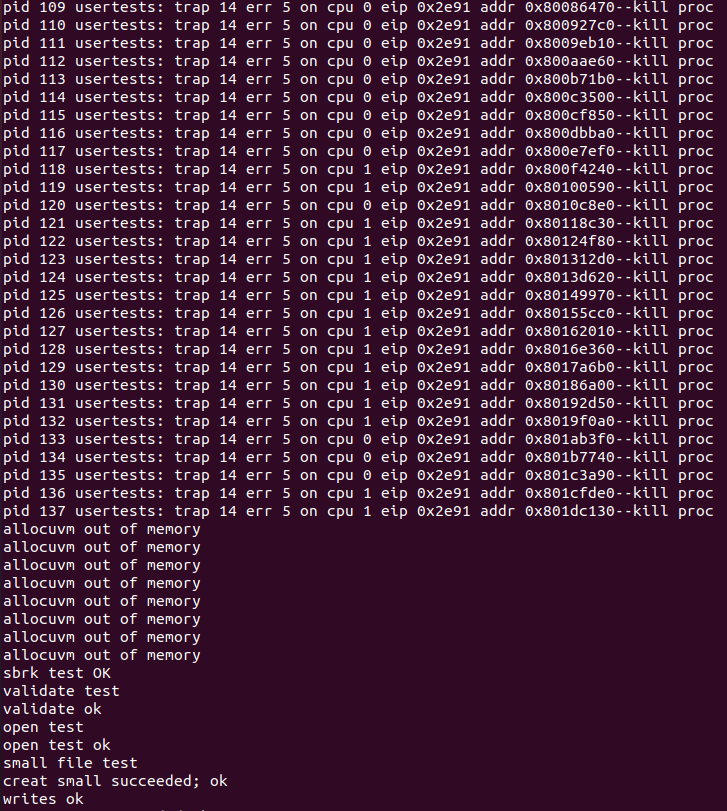 pid 109 usertests: trap 14 err 5 on cpu 0 eip 0x2e91 addr 0x80086470--kill proc
pid 110 usertests: trap 14 err 5 on cpu 0 eip 0x2e91 addr 0x800927c0--kill proc
pid 111 usertests: trap 14 err 5 on cpu 0 eip 0x2e91 addr 0x8009eb10--kill proc
pid 112 usertests: trap 14 err 5 on cpu 0 eip 0x2e91 addr 0x800aae60--kill proc
pid 113 usertests: trap 14 err 5 on cpu 0 eip 0x2e91 addr 0x800b71b0--kill proc
pid 114 usertests: trap 14 err 5 on cpu 0 eip 0x2e91 addr 0x800c3500--kill proc
pid 115 usertests: trap 14 err 5 on cpu 0 eip 0x2e91 addr 0x800cf850--kill proc
pid 116 usertests: trap 14 err 5 on cpu 0 eip 0x2e91 addr 0x800dbba0--kill proc
pid 117 usertests: trap 14 err 5 on cpu 0 eip 0x2e91 addr 0x800e7ef0--kill proc
pid 118 usertests: trap 14 err 5 on cpu 1 eip 0x2e91 addr 0x800f4240--kill proc
pid 119 usertests: trap 14 err 5 on cpu 1 eip 0x2e91 addr 0x80100590--kill proc
pid 120 usertests: trap 14 err 5 on cpu 0 eip 0x2e91 addr 0x8010c8e0--kill proc
pid 121 usertests: trap 14 err 5 on cpu 1 eip 0x2e91 addr 0x80118c30--kill proc
pid 122 usertests: trap 14 err 5 on cpu 1 eip 0x2e91 addr 0x80124f80--kill proc
pid 123 usertests: trap 14 err 5 on cpu 1 eip 0x2e91 addr 0x801312d0--kill proc
pid 124 usertests: trap 14 err 5 on cpu 1 eip 0x2e91 addr 0x8013d620--kill proc
pid 125 usertests: trap 14 err 5 on cpu 1 eip 0x2e91 addr 0x80149970--kill proc
pid 126 usertests: trap 14 err 5 on cpu 1 eip 0x2e91 addr 0x80155cc0--kill proc
pid 127 usertests: trap 14 err 5 on cpu 1 eip 0x2e91 addr 0x80162010--kill proc
pid 128 usertests: trap 14 err 5 on cpu 1 eip 0x2e91 addr 0x8016e360--kill proc
pid 129 usertests: trap 14 err 5 on cpu 1 eip 0x2e91 addr 0x8017a6b0--kill proc
pid 130 usertests: trap 14 err 5 on cpu 1 eip 0x2e91 addr 0x80186a00--kill proc
pid 131 usertests: trap 14 err 5 on cpu 1 eip 0x2e91 addr 0x80192d50--kill proc
pid 132 usertests: trap 14 err 5 on cpu 1 eip 0x2e91 addr 0x8019f0a0--kill proc
pid 133 usertests: trap 14 err 5 on cpu 0 eip 0x2e91 addr 0x801ab3f0--kill proc
pid 134 usertests: trap 14 err 5 on cpu 0 eip 0x2e91 addr 0x801b7740--kill proc
pid 135 usertests: trap 14 err 5 on cpu 0 eip 0x2e91 addr 0x801c3a90--kill proc
pid 136 usertests: trap 14 err 5 on cpu 1 eip 0x2e91 addr 0x801cfde0--kill proc
pid 137 usertests: trap 14 err 5 on cpu 1 eip 0x2e91 addr 0x801dc130--kill proc
allocuvm out of memory
allocuvm out of memory
allocuvm out of memory
allocuvm out of memory
allocuvm out of memory
allocuvm out of memory
allocuvm out of memory
allocuvm out of memory
sbrk test OK
validate test
validate ok
open test
open test ok
small file test
creat small succeeded; ok
writes ok